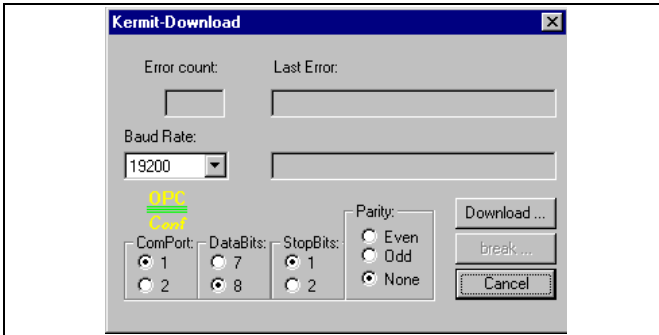 Kermit-Download
Error count: Last Error:
Baud Rate:
19200
OPC
Conf
ComPort: DataBits: StopBits: Parity:
1 7 1 Even
2 8 2 Odd
None
Download ...
break ...
Cancel